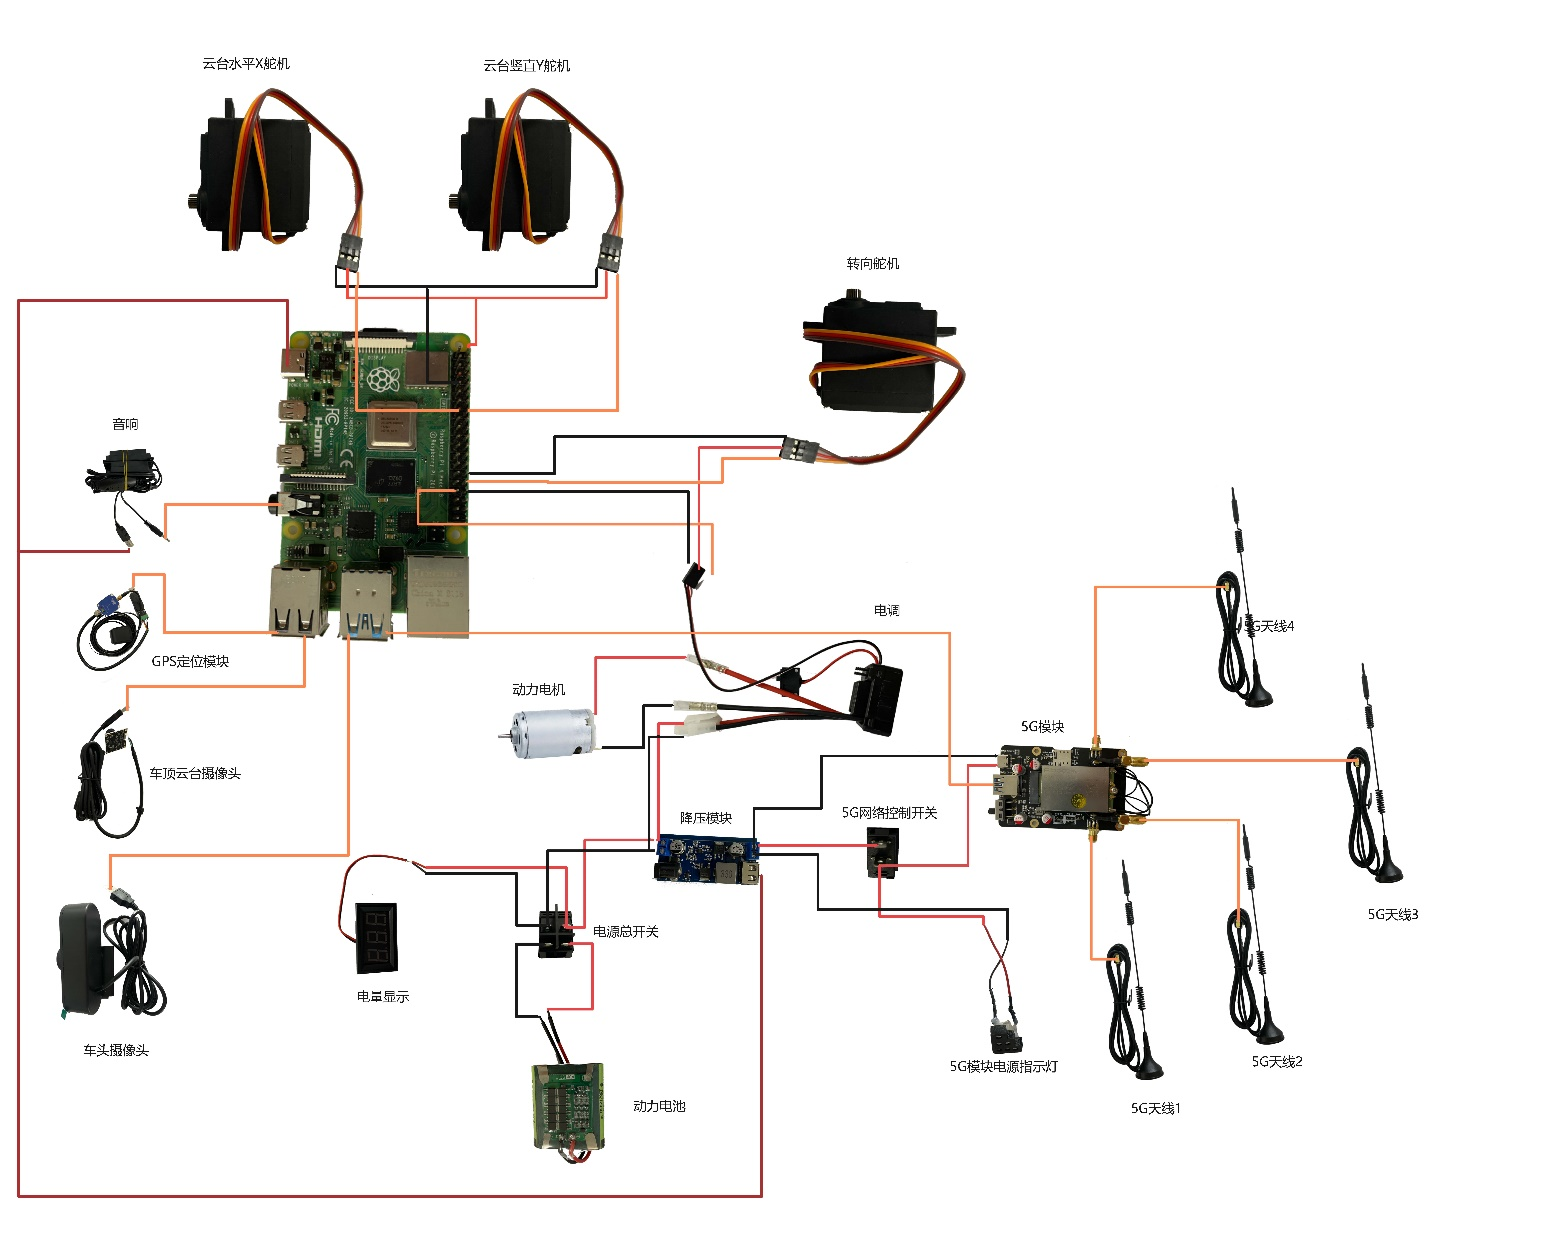 云台水平X舵机
云台竖直Y舵机
转向舵机
音响
HDMI
GPS定位模块
电调
5G天线4
动力电机
5G模块
车顶云台摄像头
降压模块
5G网络控制开关
5G天线3
电源总开关
电量显示
车头摄像头
5G模块电源指示灯
5G天线2
动力电池
5G天线1